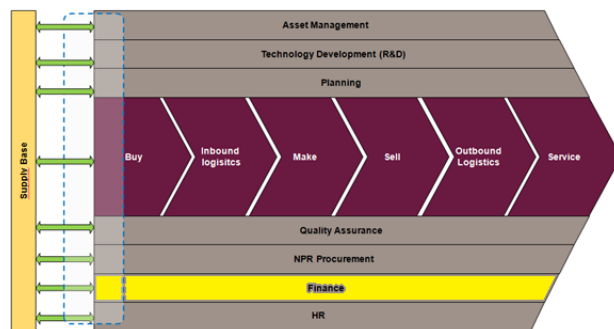 Supply Base
Asset Management
Technology Development (R&D)
Planning
Buy
Inbound
logisitcs
Make
Sell
Outbound
Logistics
Service
Quality Assurance
NPR Procurement
Finance
HR